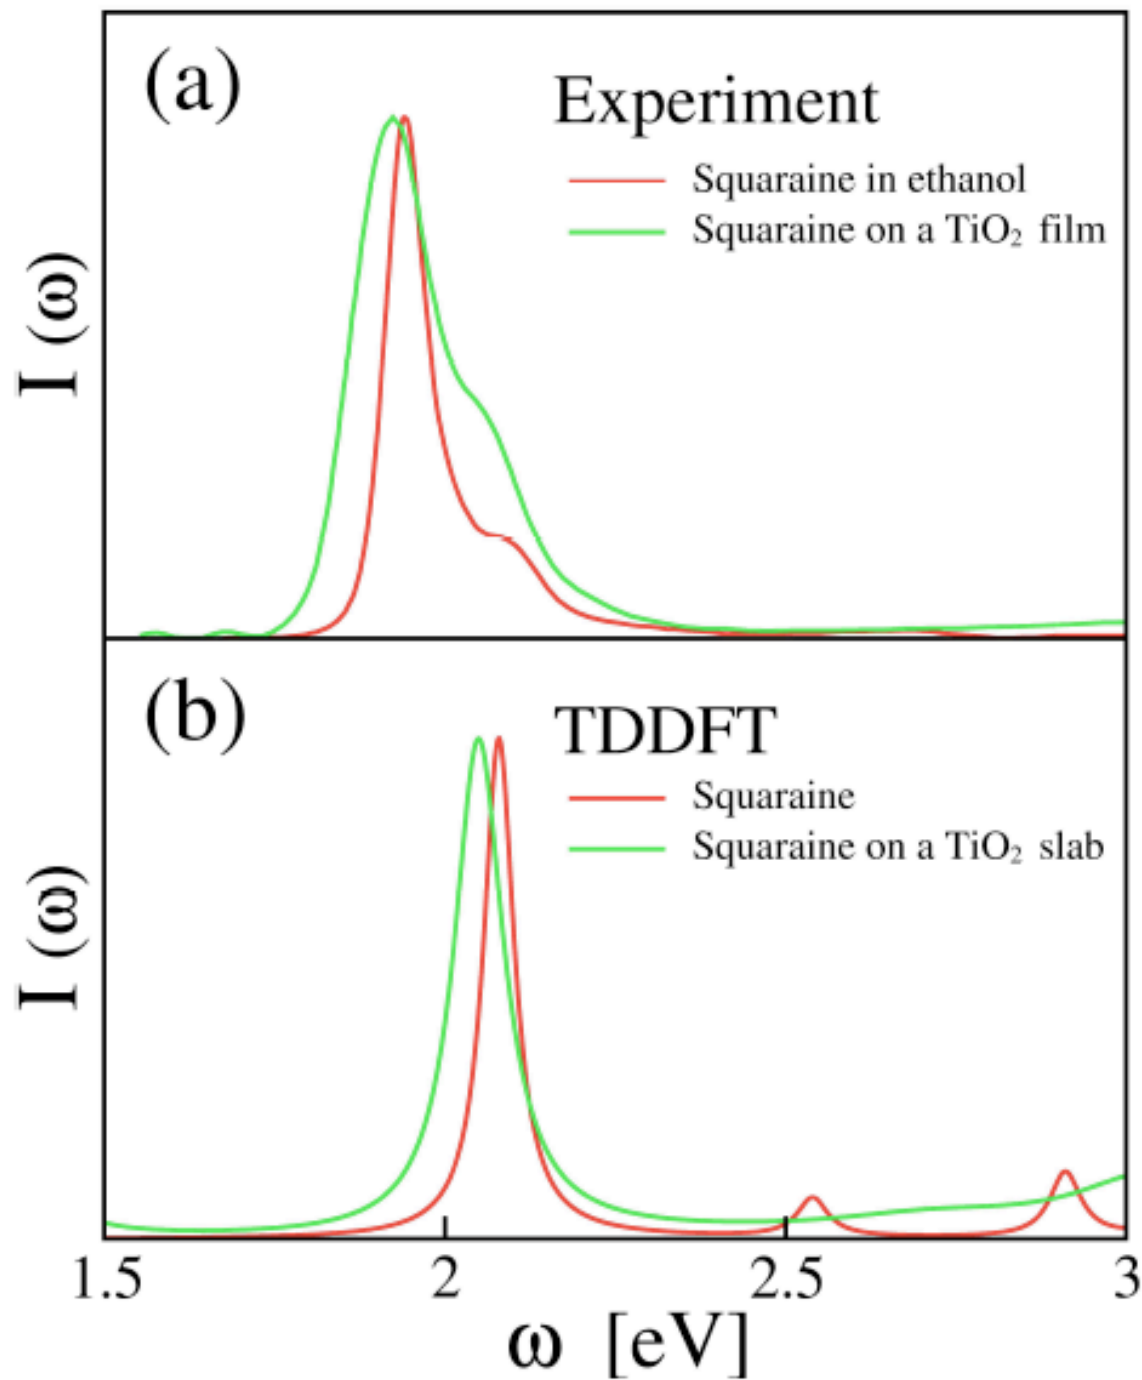 (a)
Experiment
Squaraine in ethanol
Squaraine on a TiO₂ film
I (ω)
(b)
TDDFT
Squaraine
Squaraine on a TiO₂ slab
I (ω)
1.5 2 2.5 3
ω [eV]